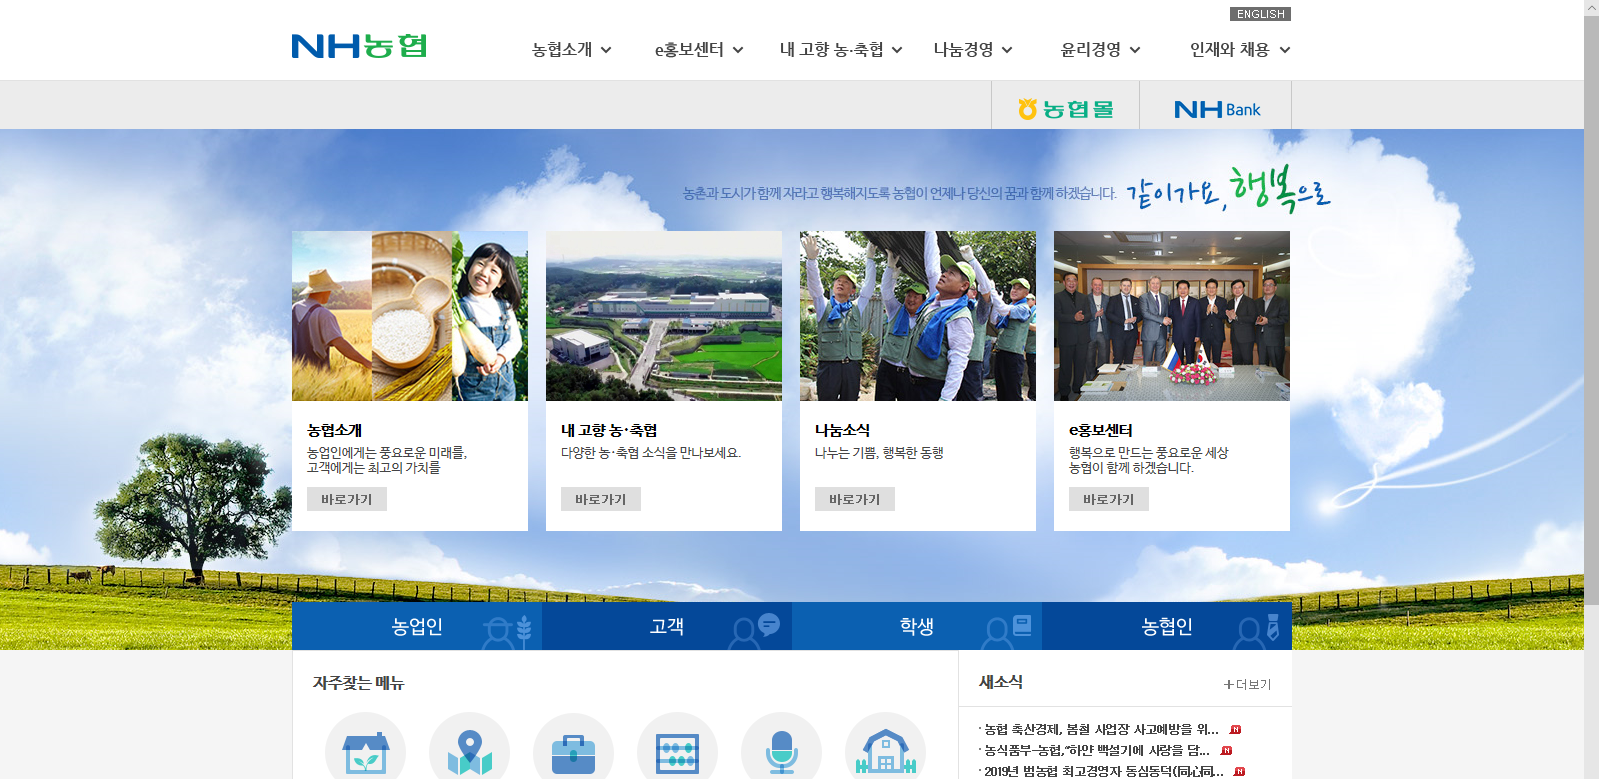 ENGLISH
NH농협
농협소개
e홍보센터
내 고향 농·축협
나눔경영
윤리경영
인재와 채용
농협몰
NH Bank
농촌과 도시가 함께 자라고 행복해지도록 농협이 언제나 당신의 꿈과 함께 하겠습니다.
같이가요, 행복으로
농협소개
농업인에게는 풍요로운 미래를,
고객에게는 최고의 가치를
바로가기
내 고향 농·축협
다양한 농·축협 소식을 만나보세요.
바로가기
나눔소식
나누는 기쁨, 행복한 동행
바로가기
e홍보센터
행복으로 만드는 풍요로운 세상
농협이 함께 하겠습니다.
바로가기
농업인
고객
학생
농협인
자주찾는 메뉴
새소식
+더보기
· 농협 축산경제, 봄철 사업장 사고예방을 위... N
· 농식품부-농협,"하얀 백설기에 사랑을 담... N
· 2019년 범농협 최고경영자 동심동덕(同心同... N